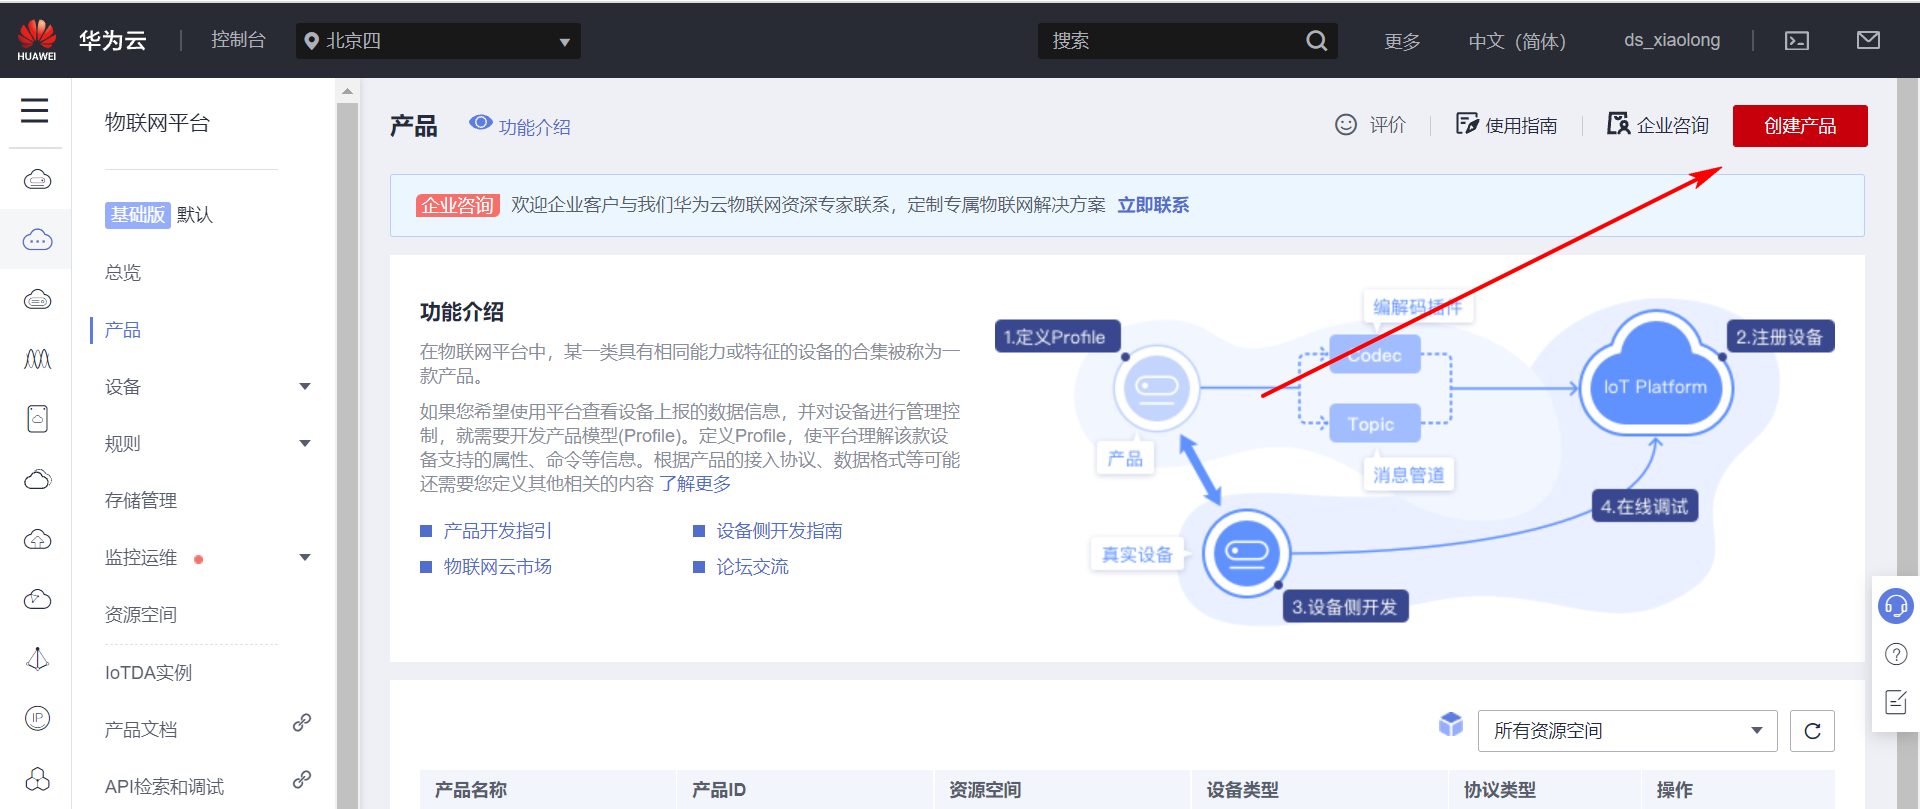 HUAWEI
华为云
控制台
北京四
搜索
更多
中文（简体）
ds_xiaolong
物联网平台
基础版 默认
总览
产品
设备
规则
存储管理
监控运维
资源空间
IoTDA实例
产品文档
API检索和调试
IP
产品
功能介绍
评价
使用指南
企业咨询
创建产品
企业咨询 欢迎企业客户与我们华为云物联网资深专家联系，定制专属物联网解决方案 立即联系
功能介绍
在物联网平台中，某一类具有相同能力或特征的设备的合集被称为一
款产品。
如果您希望使用平台查看设备上报的数据信息，并对设备进行管理控
制，就需要开发产品模型(Profile)。定义Profile，使平台理解该款设
备支持的属性、命令等信息。根据产品的接入协议、数据格式等可能
还需要您定义其他相关的内容 了解更多
产品开发指引
设备侧开发指南
物联网云市场
论坛交流
编解码插件
1.定义Profile
Codec
2.注册设备
IoT Platform
Topic
产品
消息管道
4.在线调试
真实设备
3.设备侧开发
所有资源空间
产品名称
产品ID
资源空间
设备类型
协议类型
操作